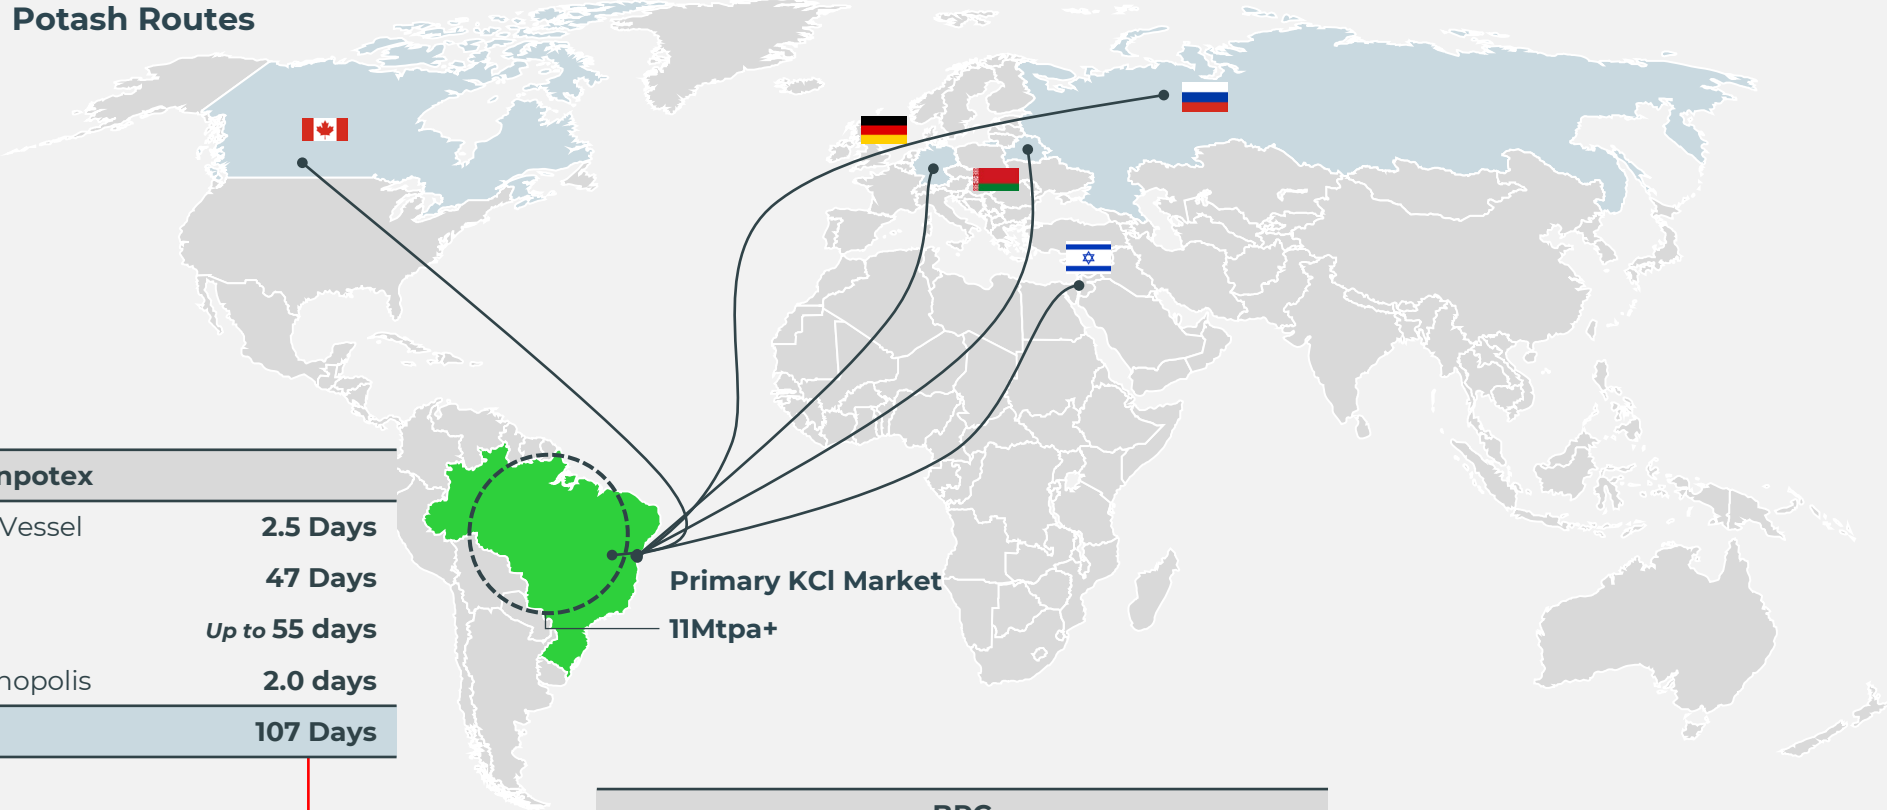 Potash Routes
npotex
Vessel 2.5 Days
47 Days
Up to 55 days
nopolis 2.0 days
107 Days
Primary KCl Market
11Mtpa+